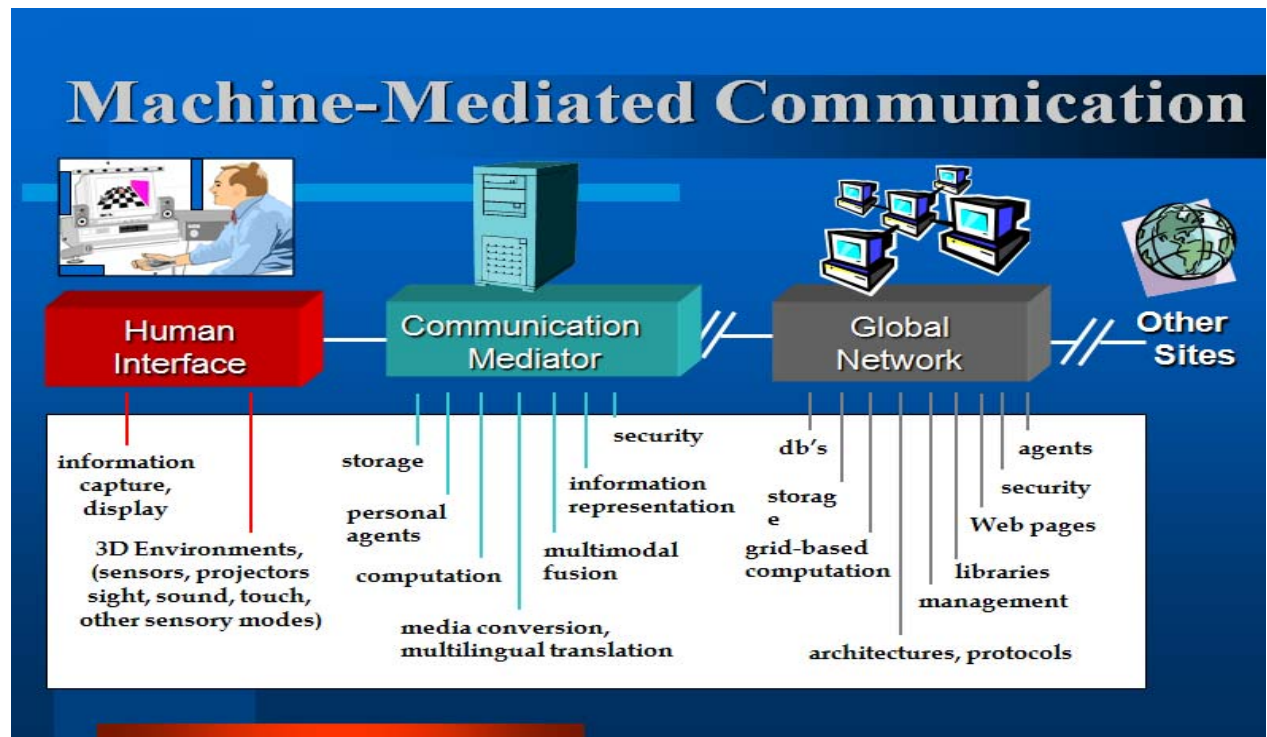 Machine-Mediated Communication
Human
Interface
Communication
Mediator
Global
Network
Other
Sites
information
capture,
display
3D Environments,
(sensors, projectors
sight, sound, touch,
other sensory modes)
storage
personal
agents
computation
media conversion,
multilingual translation
multimodal
fusion
information
representation
security
db's
storag
e
grid-based
computation
architectures, protocols
management
libraries
Web pages
security
agents